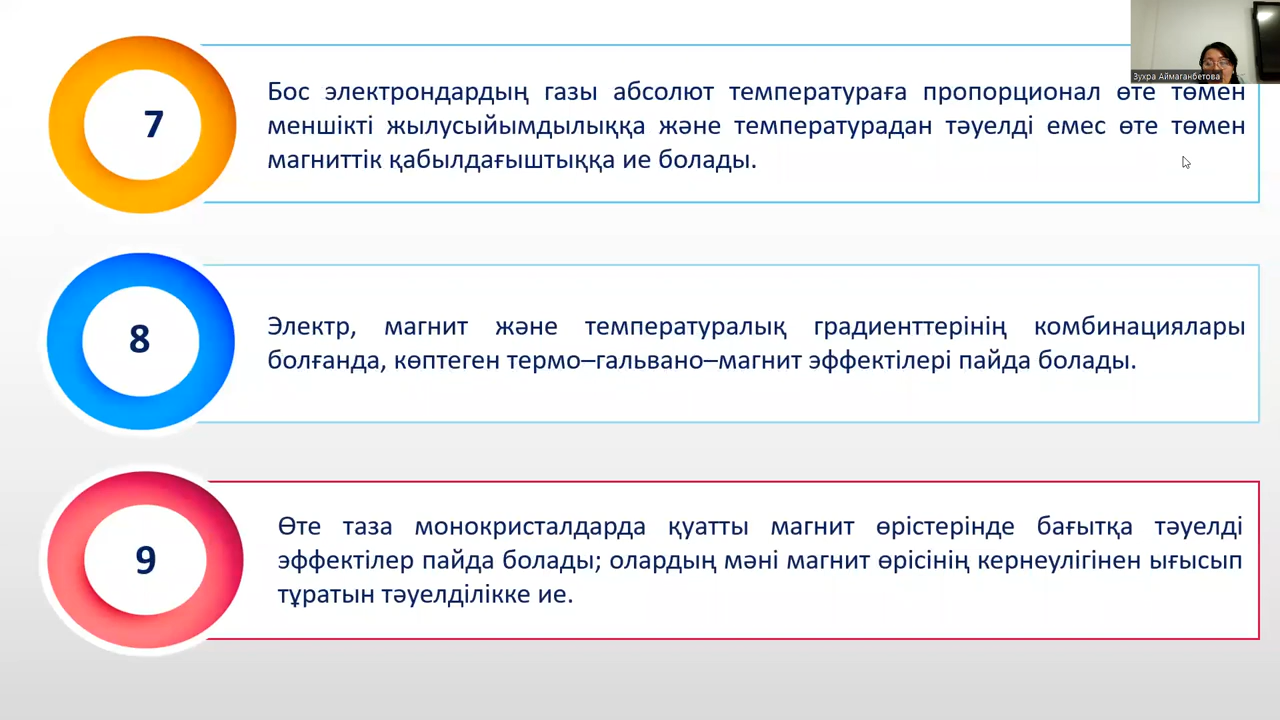 Зухра Аймаганбетова
7
Бос электрондардың газы абсолют температураға пропорционал өте төмен
меншікті жылусыйымдылыққа және температурадан тәуелді емес өте төмен
магниттік қабылдағыштыққа ие болады.
8
Электр, магнит және температуралық градиенттерінің комбинациялары
болғанда, көптеген термо–гальвано–магнит эффектілері пайда болады.
9
Өте таза монокристалдарда қуатты магнит өрістерінде бағытқа тәуелді
эффектілер пайда болады; олардың мәні магнит өрісінің кернеулігінен ығысып
тұратын тәуелділікке ие.